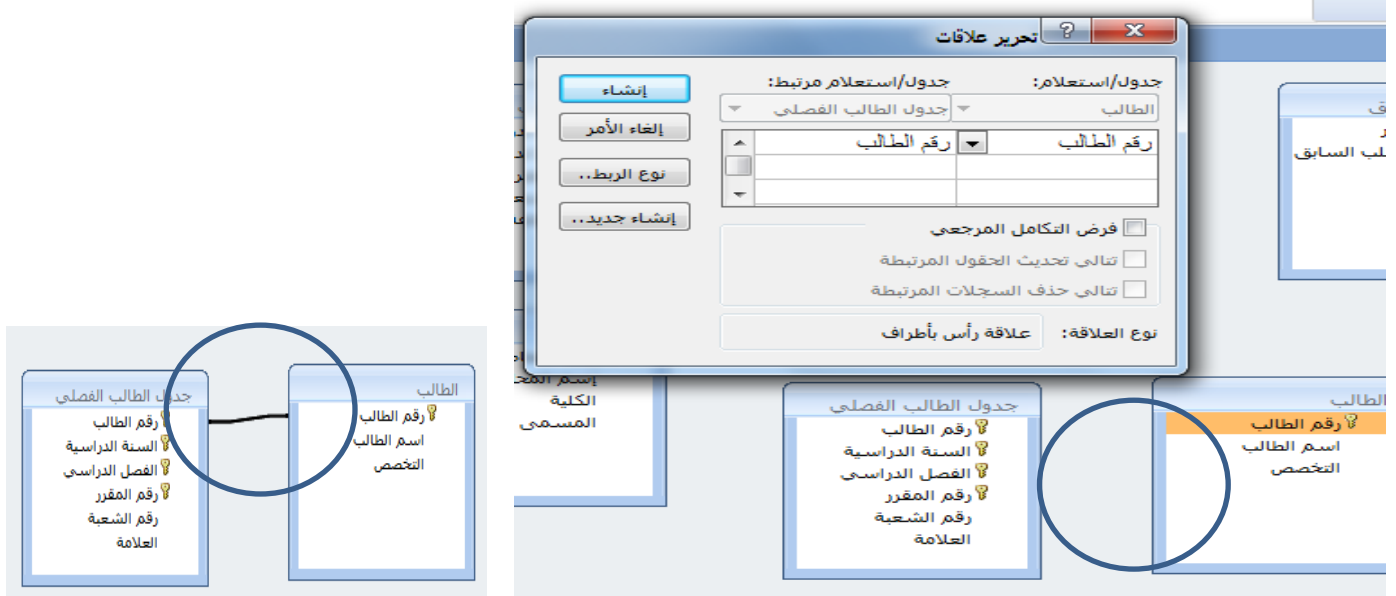 تحرير علاقات
جدول/استعلام:
جدول/استعلام مرتبط:
الطالب
جدول الطالب الفصلي
رقم الطالب
رقم الطالب
إنشاء
إلغاء الأمر
نوع الربط..
إنشاء جديد..
فرض التكامل المرجعي
تتالي تحديث الحقول المرتبطة
تتالي حذف السجلات المرتبطة
نوع العلاقة:
علاقة رأس بأطراف
السابق
الكلية
المسمى
الطالب
رقم الطالب
اسم الطالب
التخصص
جدول الطالب الفصلي
رقم الطالب
السنة الدراسية
الفصل الدراسي
رقم المقرر
رقم الشعبة
العلامة
الطالب
رقم الطالب
اسم الطالب
التخصص
جدول الطالب الفصلي
رقم الطالب
السنة الدراسية
الفصل الدراسي
رقم المقرر
رقم الشعبة
العلامة